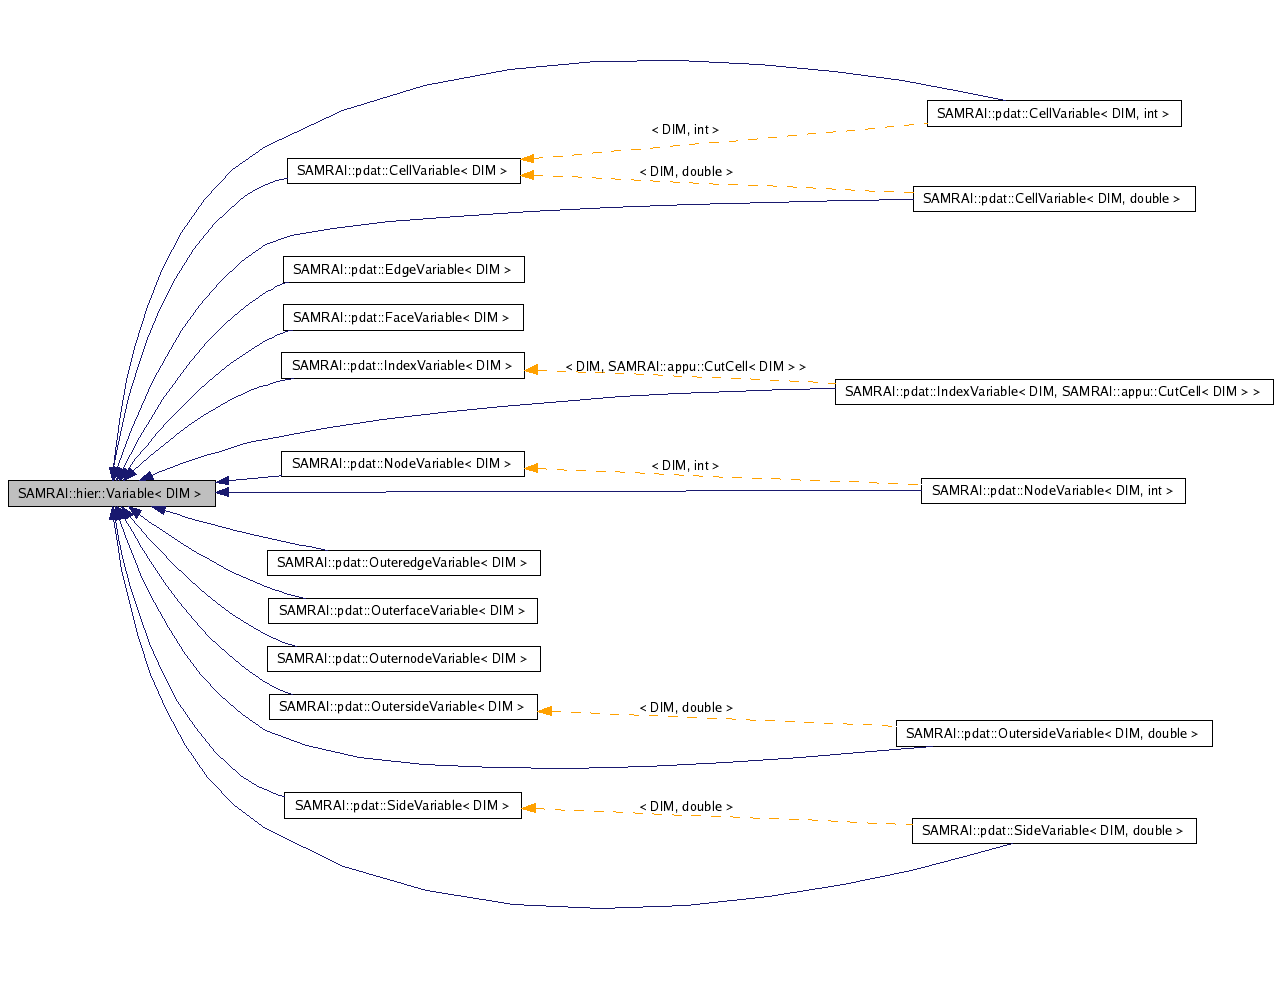 SAMRAI::pdat::CellVariable< DIM, int >
< DIM, int >
SAMRAI::pdat::CellVariable< DIM >
< DIM, double >
SAMRAI::pdat::CellVariable< DIM, double >
SAMRAI::pdat::EdgeVariable< DIM >
SAMRAI::pdat::FaceVariable< DIM >
SAMRAI::pdat::IndexVariable< DIM >
< DIM, SAMRAI::appu::CutCell< DIM > >
SAMRAI::pdat::IndexVariable< DIM, SAMRAI::appu::CutCell< DIM > >
SAMRAI::pdat::NodeVariable< DIM >
< DIM, int >
SAMRAI::hier::Variable< DIM >
SAMRAI::pdat::NodeVariable< DIM, int >
SAMRAI::pdat::OuteredgeVariable< DIM >
SAMRAI::pdat::OuterfaceVariable< DIM >
SAMRAI::pdat::OuternodeVariable< DIM >
SAMRAI::pdat::OutersideVariable< DIM >
< DIM, double >
SAMRAI::pdat::OutersideVariable< DIM, double >
SAMRAI::pdat::SideVariable< DIM >
< DIM, double >
SAMRAI::pdat::SideVariable< DIM, double >